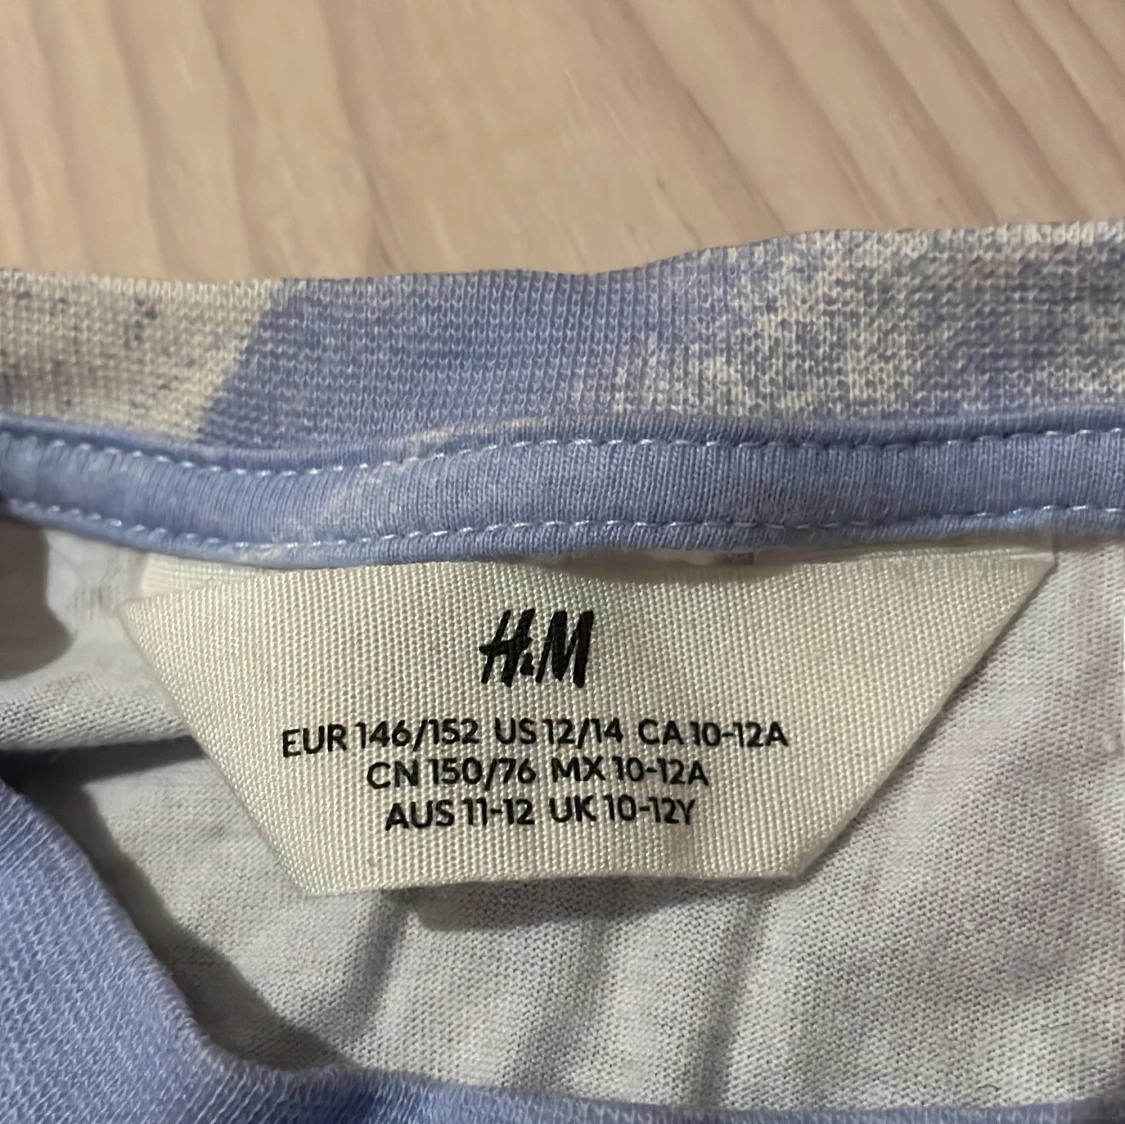 H&M
EUR 146/152 US 12/14 CA 10-12A
CN 150/76 MX 10-12A
AUS 11-12 UK 10-12Y